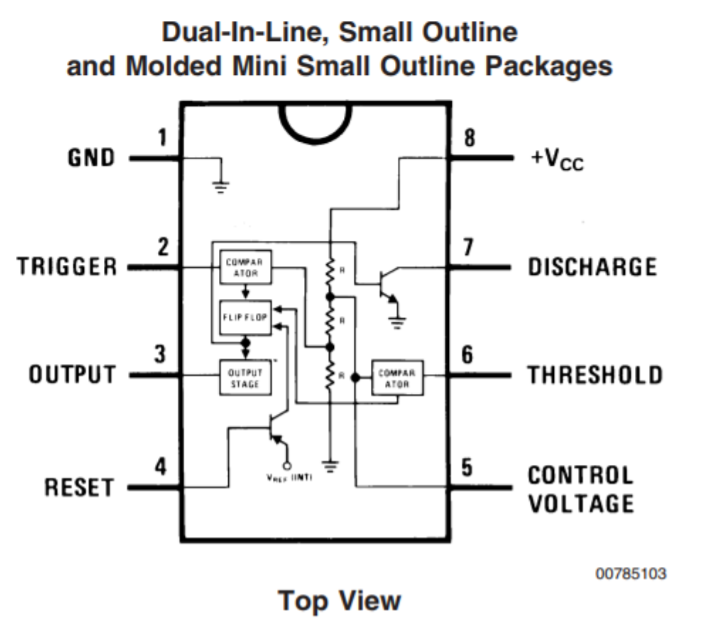 Dual-In-Line, Small Outline
and Molded Mini Small Outline Packages
1
GND
8
+VCC
2
TRIGGER
7
DISCHARGE
COMPAR
ATOR
R
FLIP FLOP
R
3
OUTPUT
OUTPUT
STAGE
R
COMPAR
ATOR
6
THRESHOLD
4
RESET
VREF (INT)
5
CONTROL
VOLTAGE
00785103
Top View